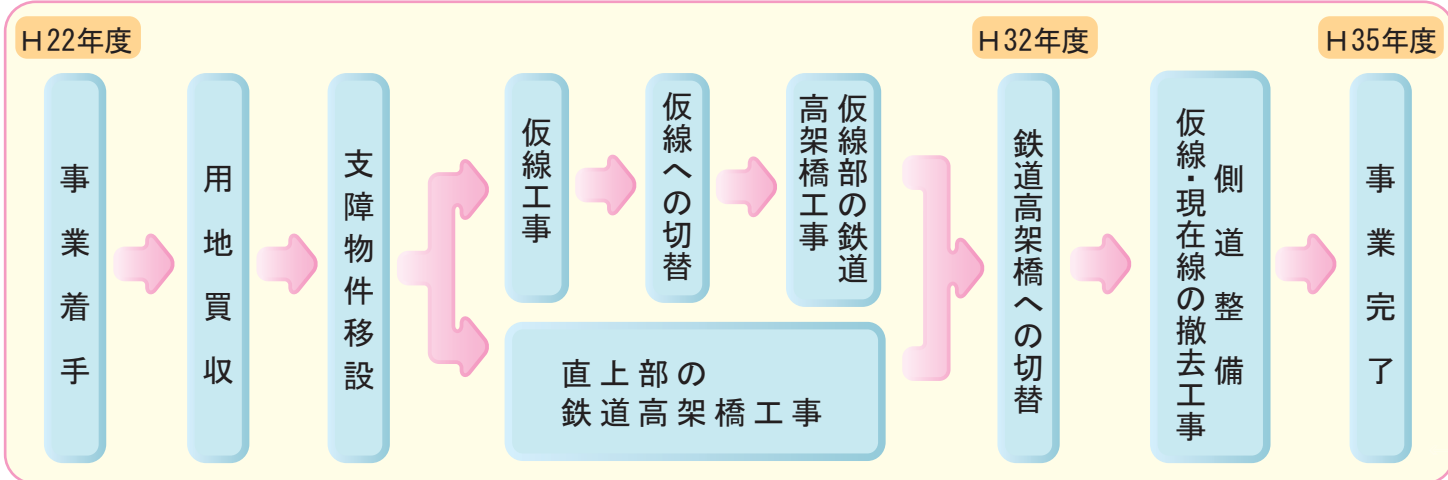 H22年度
H32年度
H35年度
事業着手
用地買収
支障物件移設
仮線工事
仮線への切替
仮線部の鉄道
高架橋工事
直上部の
鉄道高架橋工事
鉄道高架橋への切替
側道整備
仮線・現在線の撤去工事
事業完了